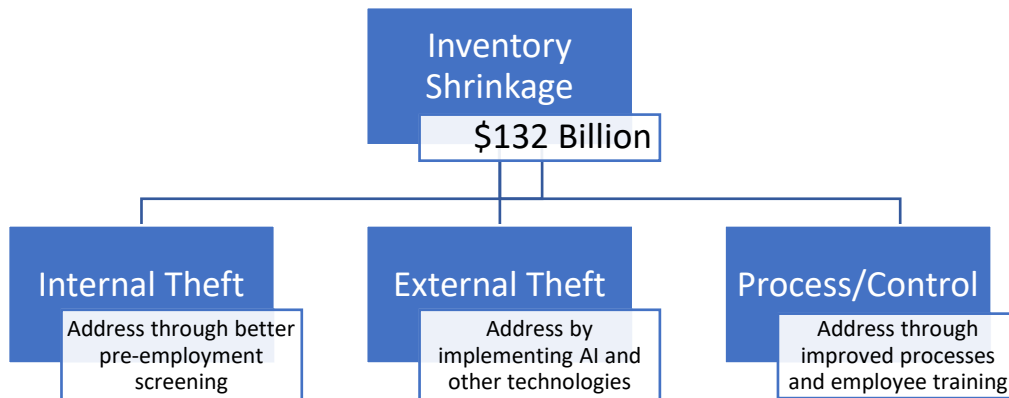 Inventory
Shrinkage
$132 Billion
Internal Theft
Address through better
pre-employment
screening
External Theft
Address by
implementing AI and
other technologies
Process/Control
Address through
improved processes
and employee training